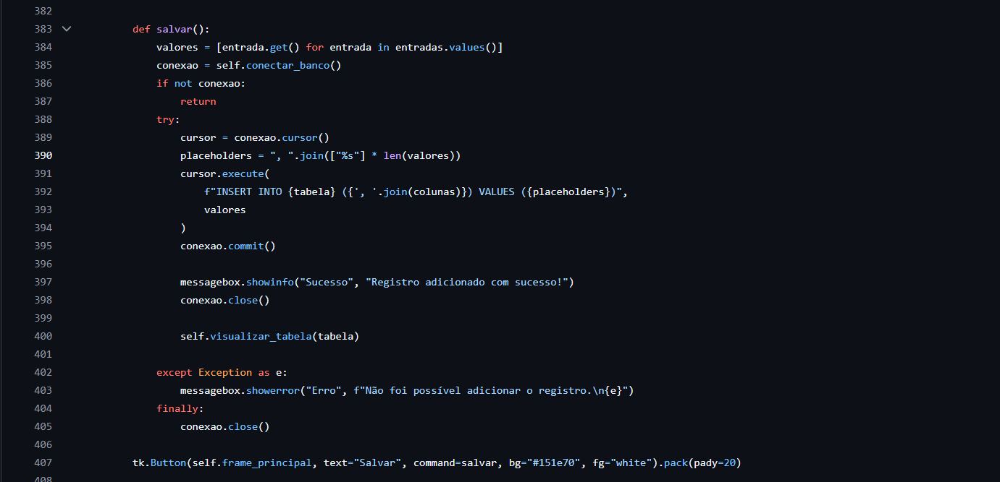 382
383 def salvar():
384 valores = [entrada.get() for entrada in entradas.values()]
385 conexao = self.conectar_banco()
386 if not conexao:
387 return
388 try:
389 cursor = conexao.cursor()
390 placeholders = ", ".join(["%s"] * len(valores))
391 cursor.execute(
392 f"INSERT INTO {tabela} ({', '.join(colunas)}) VALUES ({placeholders})",
393 valores
394 )
395 conexao.commit()
396
397 messagebox.showinfo("Sucesso", "Registro adicionado com sucesso!")
398 conexao.close()
399
400 self.visualizar_tabela(tabela)
401
402 except Exception as e:
403 messagebox.showerror("Erro", f"Não foi possível adicionar o registro.\n{e}")
404 finally:
405 conexao.close()
406
407 tk.Button(self.frame_principal, text="Salvar", command=salvar, bg="#151e70", fg="white").pack(pady=20)
408